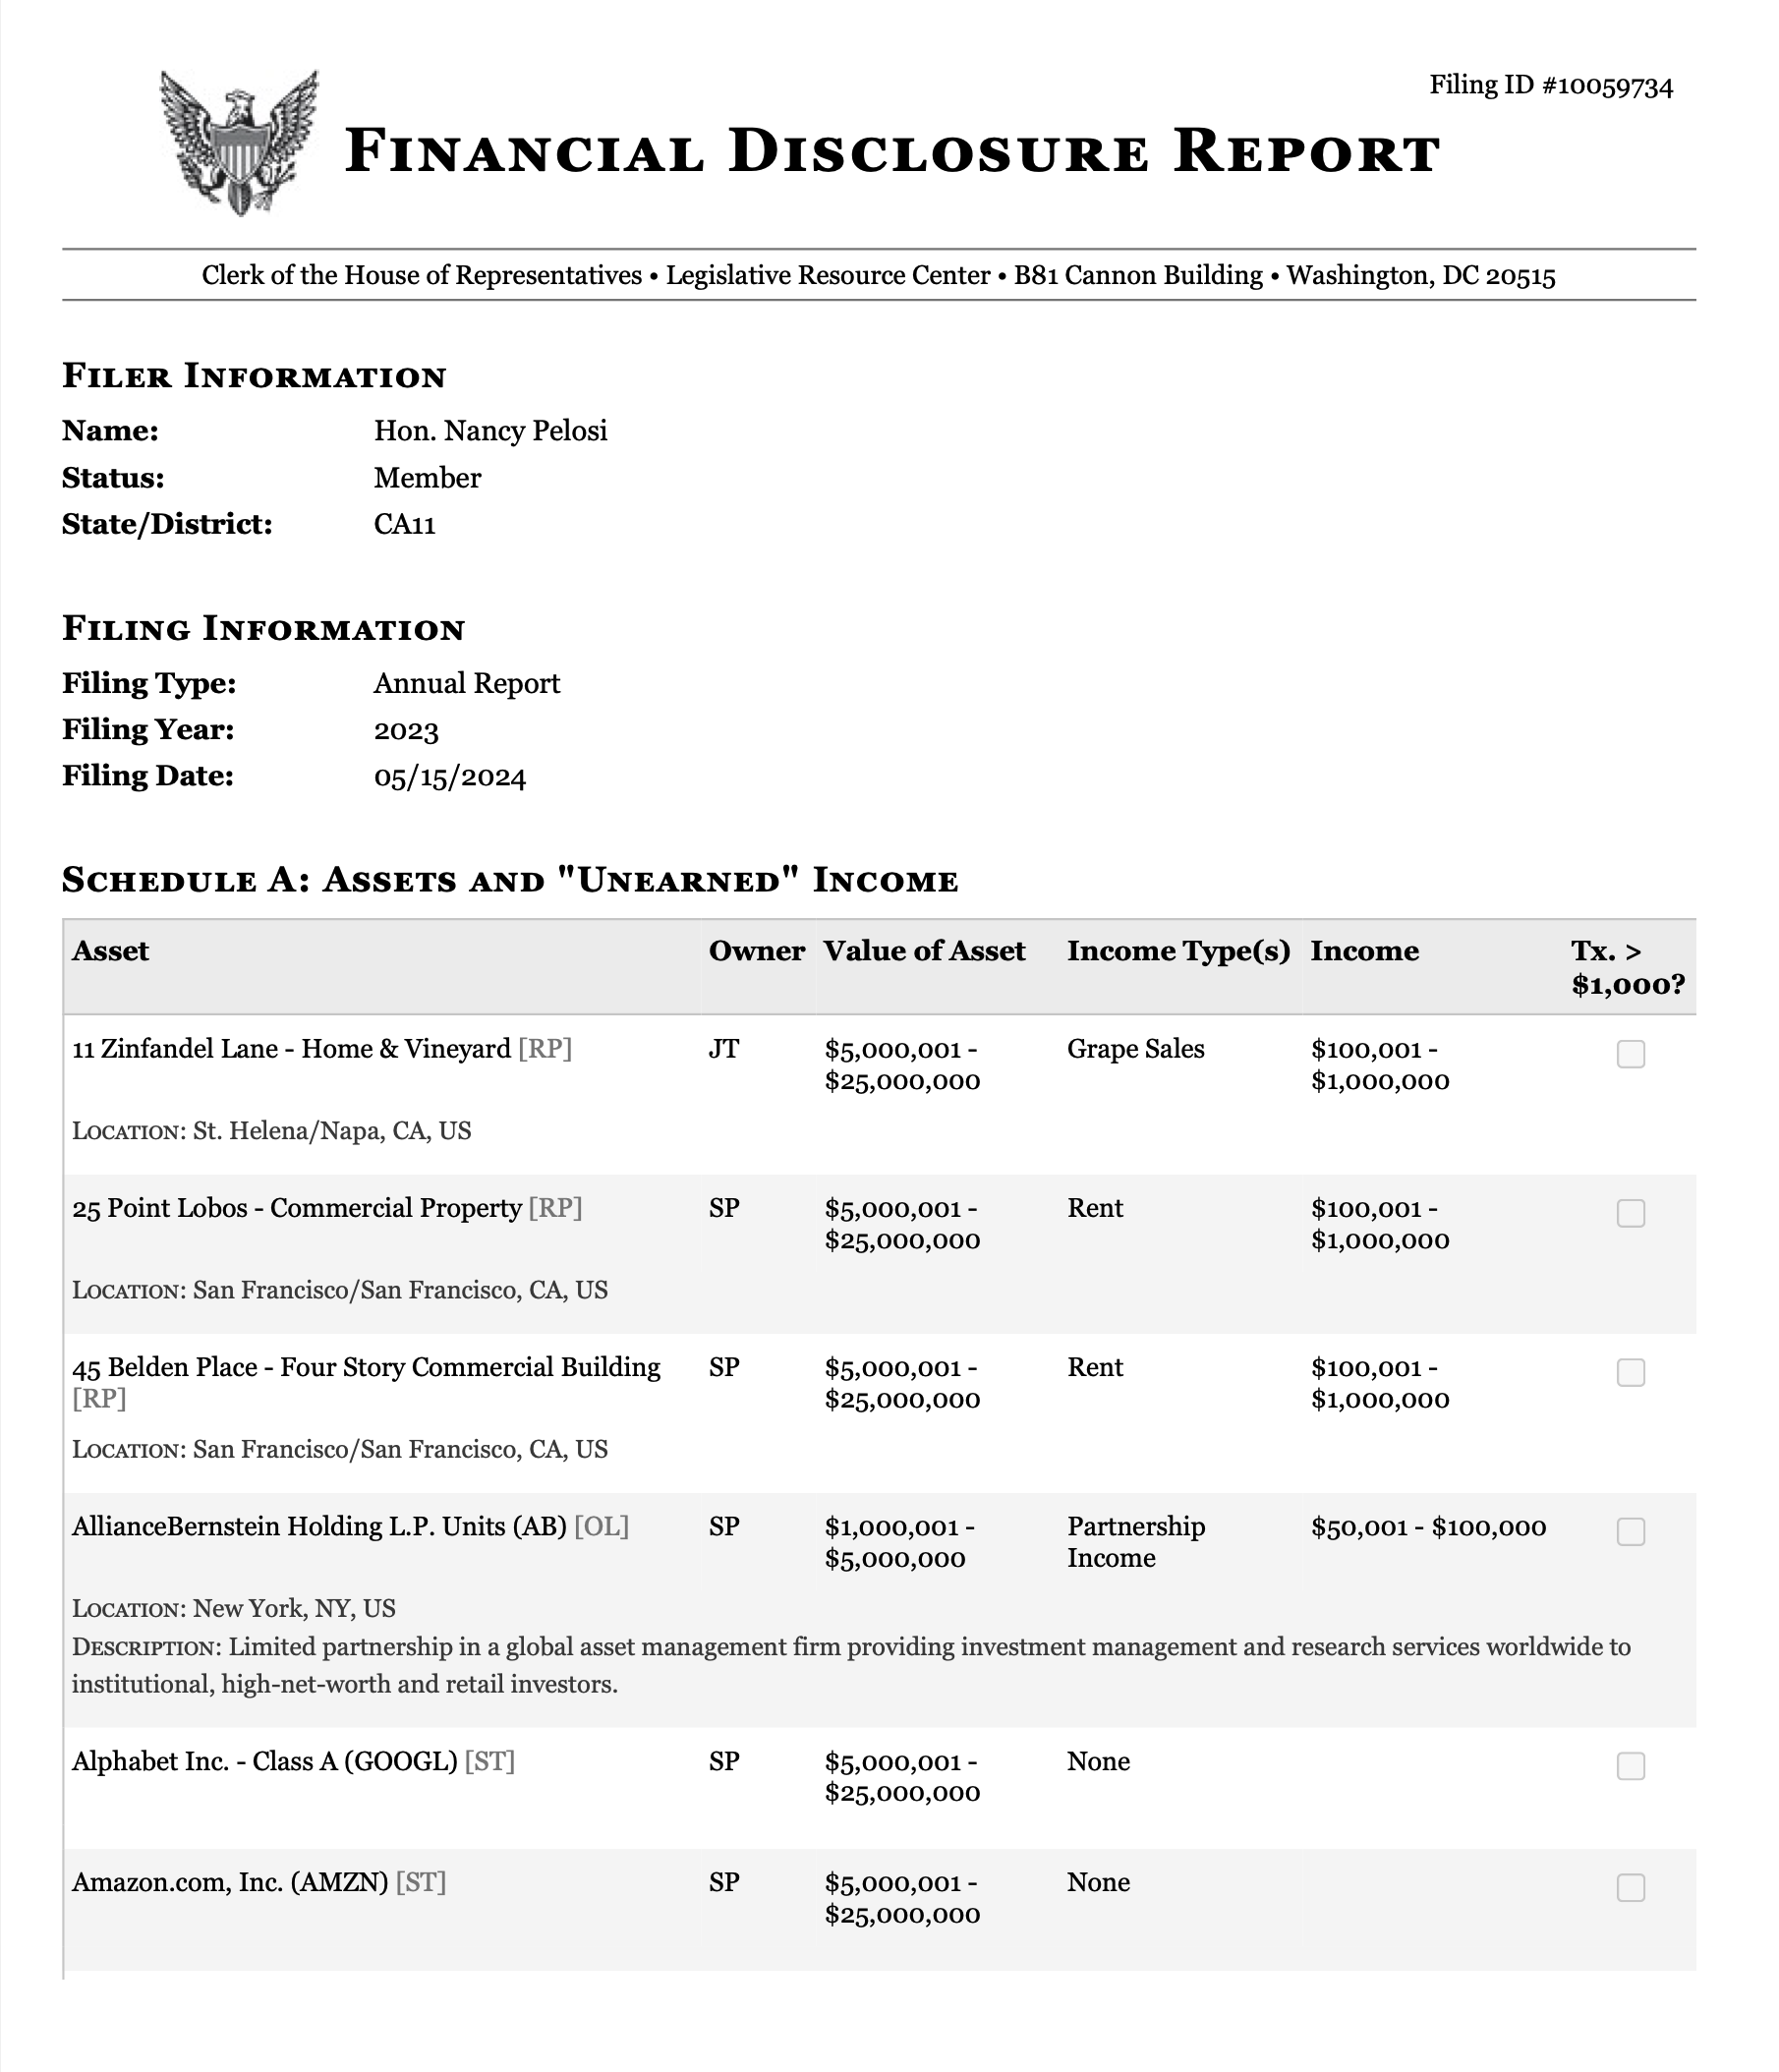 Filing ID #10059734
Financial Disclosure Report
Clerk of the House of Representatives • Legislative Resource Center • B81 Cannon Building • Washington, DC 20515
Filer Information
Name: Hon. Nancy Pelosi
Status: Member
State/District: CA11
Filing Information
Filing Type: Annual Report
Filing Year: 2023
Filing Date: 05/15/2024
Schedule A: Assets and "Unearned" Income
Asset Owner Value of Asset Income Type(s) Income Tx. >
$1,000?
11 Zinfandel Lane - Home & Vineyard [RP] JT $5,000,001 - Grape Sales $100,001 -
$25,000,000 $1,000,000
Location: St. Helena/Napa, CA, US
25 Point Lobos - Commercial Property [RP] SP $5,000,001 - Rent $100,001 -
$25,000,000 $1,000,000
Location: San Francisco/San Francisco, CA, US
45 Belden Place - Four Story Commercial Building SP $5,000,001 - Rent $100,001 -
[RP] $25,000,000 $1,000,000
Location: San Francisco/San Francisco, CA, US
AllianceBernstein Holding L.P. Units (AB) [OL] SP $1,000,001 - Partnership $50,001 - $100,000
$5,000,000 Income
Location: New York, NY, US
Description: Limited partnership in a global asset management firm providing investment management and research services worldwide to
institutional, high-net-worth and retail investors.
Alphabet Inc. - Class A (GOOGL) [ST] SP $5,000,001 - None
$25,000,000
Amazon.com, Inc. (AMZN) [ST] SP $5,000,001 - None
$25,000,000